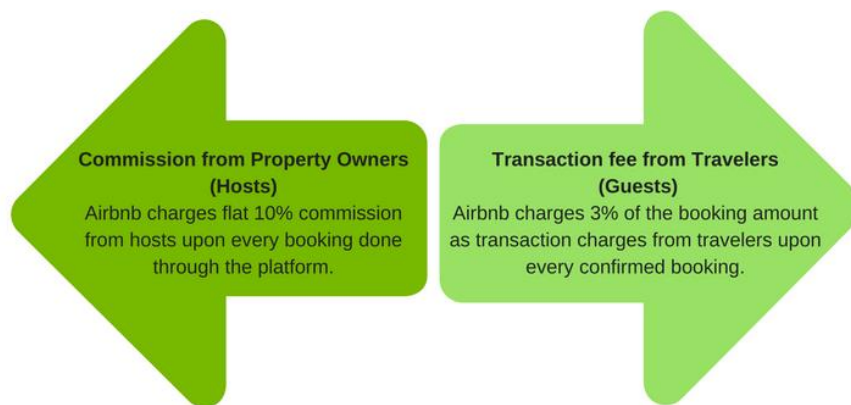 Commission from Property Owners
(Hosts)
Airbnb charges flat 10% commission
from hosts upon every booking done
through the platform.
Transaction fee from Travelers
(Guests)
Airbnb charges 3% of the booking amount
as transaction charges from travelers upon
every confirmed booking.